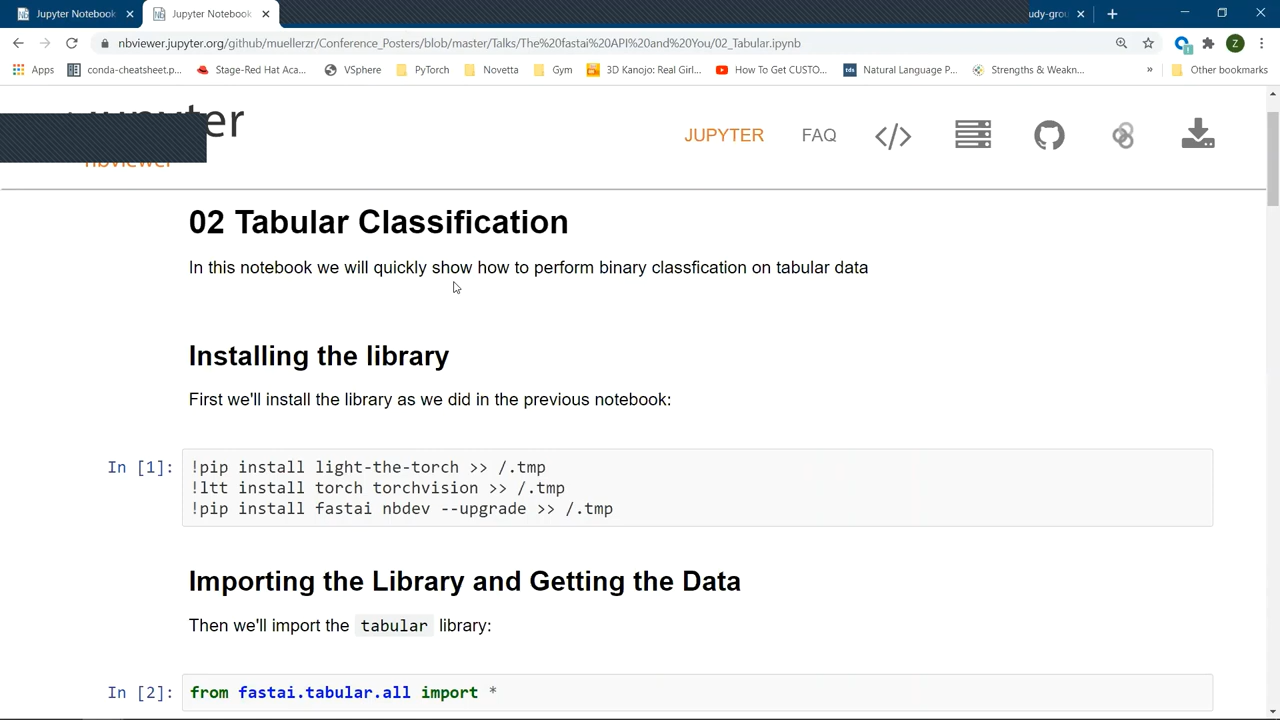 Jupyter Notebook
Jupyter Notebook
udy-grou
nbviewer.jupyter.org/github/muellerzr/Conference_Posters/blob/master/Talks/The%20fastai%20API%20and%20You/02_Tabular.ipynb
Z
Apps
conda-cheatsheet.p...
Stage-Red Hat Aca...
VSphere
PyTorch
Novetta
Gym
3D Kanojo: Real Girl...
How To Get CUSTO...
Natural Language P...
Strengths & Weakn...
»
Other bookmarks
JUPYTER
FAQ
</>
02 Tabular Classification
In this notebook we will quickly show how to perform binary classfication on tabular data
Installing the library
First we'll install the library as we did in the previous notebook:
In [1]:
!pip install light-the-torch >> /.tmp
!ltt install torch torchvision >> /.tmp
!pip install fastai nbdev --upgrade >> /.tmp
Importing the Library and Getting the Data
Then we'll import the tabular library:
In [2]:
from fastai.tabular.all import *